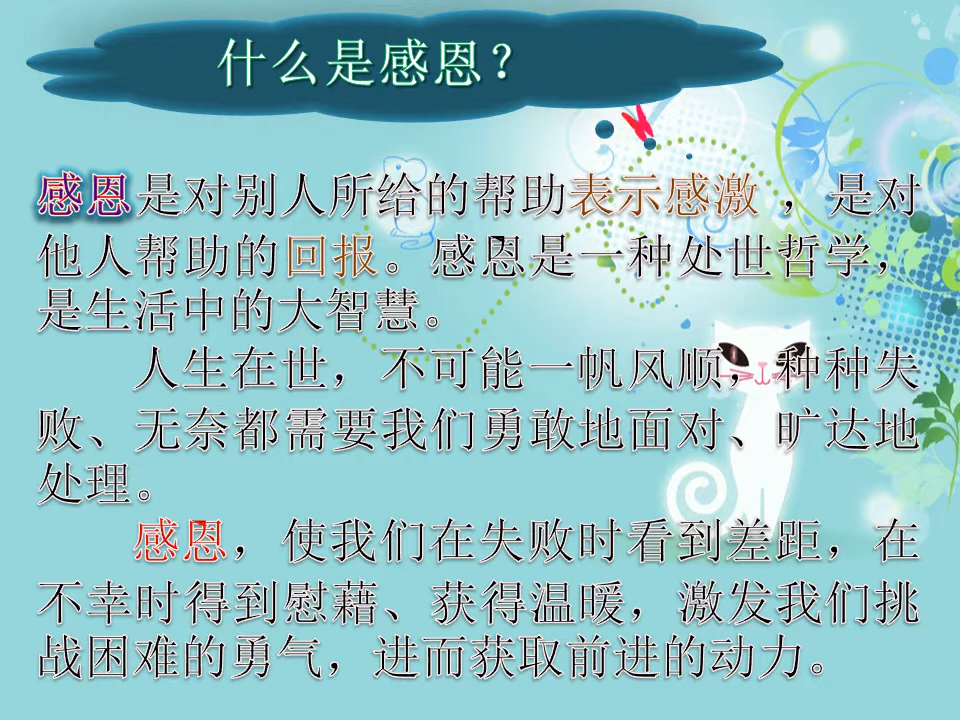 什么是感恩？
感恩是对别人所给的帮助表示感激 ，是对
他人帮助的回报。感恩是一种处世哲学，
是生活中的大智慧。
人生在世，不可能一帆风顺，种种失
败、无奈都需要我们勇敢地面对、旷达地
处理。
感恩，使我们在失败时看到差距，在
不幸时得到慰藉、获得温暖，激发我们挑
战困难的勇气，进而获取前进的动力。